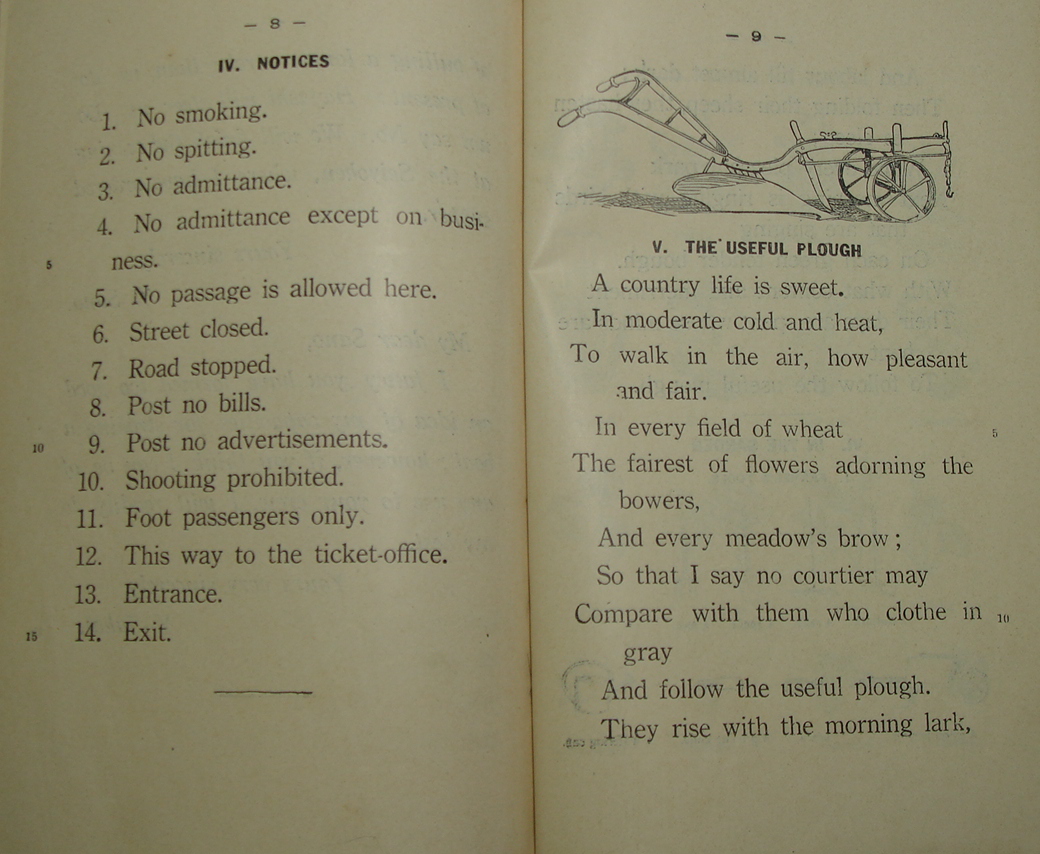 — 8 —
IV. NOTICES
1. No smoking.
2. No spitting.
3. No admittance.
4. No admittance except on busi-
5 ness.
5. No passage is allowed here.
6. Street closed.
7. Road stopped.
8. Post no bills.
10 9. Post no advertisements.
10. Shooting prohibited.
11. Foot passengers only.
12. This way to the ticket-office.
13. Entrance.
15 14. Exit.
— 9 —
V. THE USEFUL PLOUGH
A country life is sweet.
In moderate cold and heat,
To walk in the air, how pleasant
and fair.
In every field of wheat 5
The fairest of flowers adorning the
bowers,
And every meadow's brow ;
So that I say no courtier may
Compare with them who clothe in 10
gray
And follow the useful plough.
They rise with the morning lark,